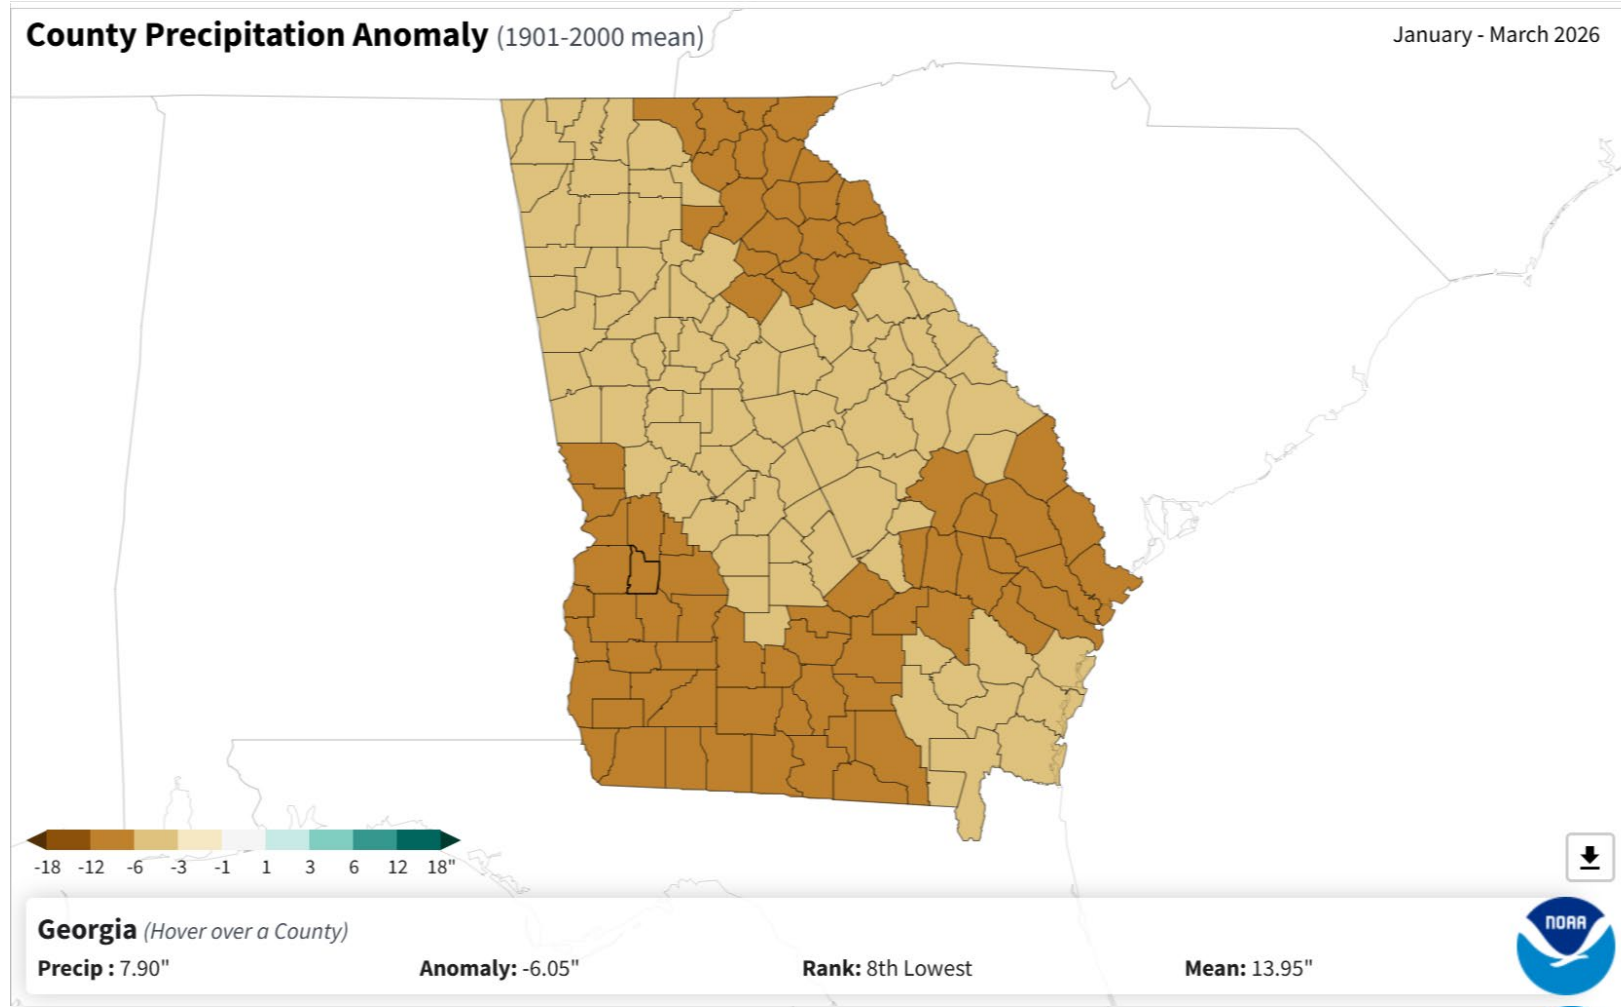 County Precipitation Anomaly (1901-2000 mean)
January - March 2026
-18 -12 -6 -3 -1 1 3 6 12 18"
Georgia (Hover over a County)
Precip : 7.90" Anomaly: -6.05" Rank: 8th Lowest Mean: 13.95"
NOAA